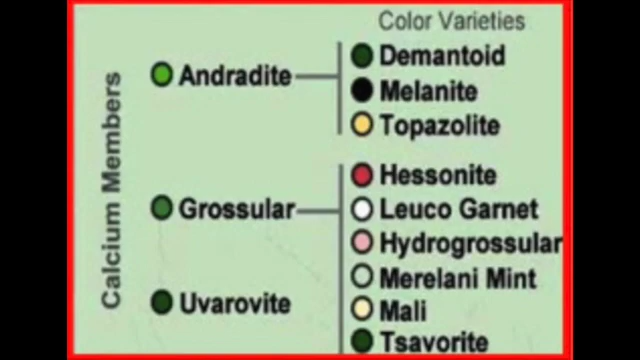 Color Varieties
Calcium Members
Andradite
Demantoid
Melanite
Topazolite
Grossular
Hessonite
Leuco Garnet
Hydrogrossular
Merelani Mint
Mali
Tsavorite
Uvarovite